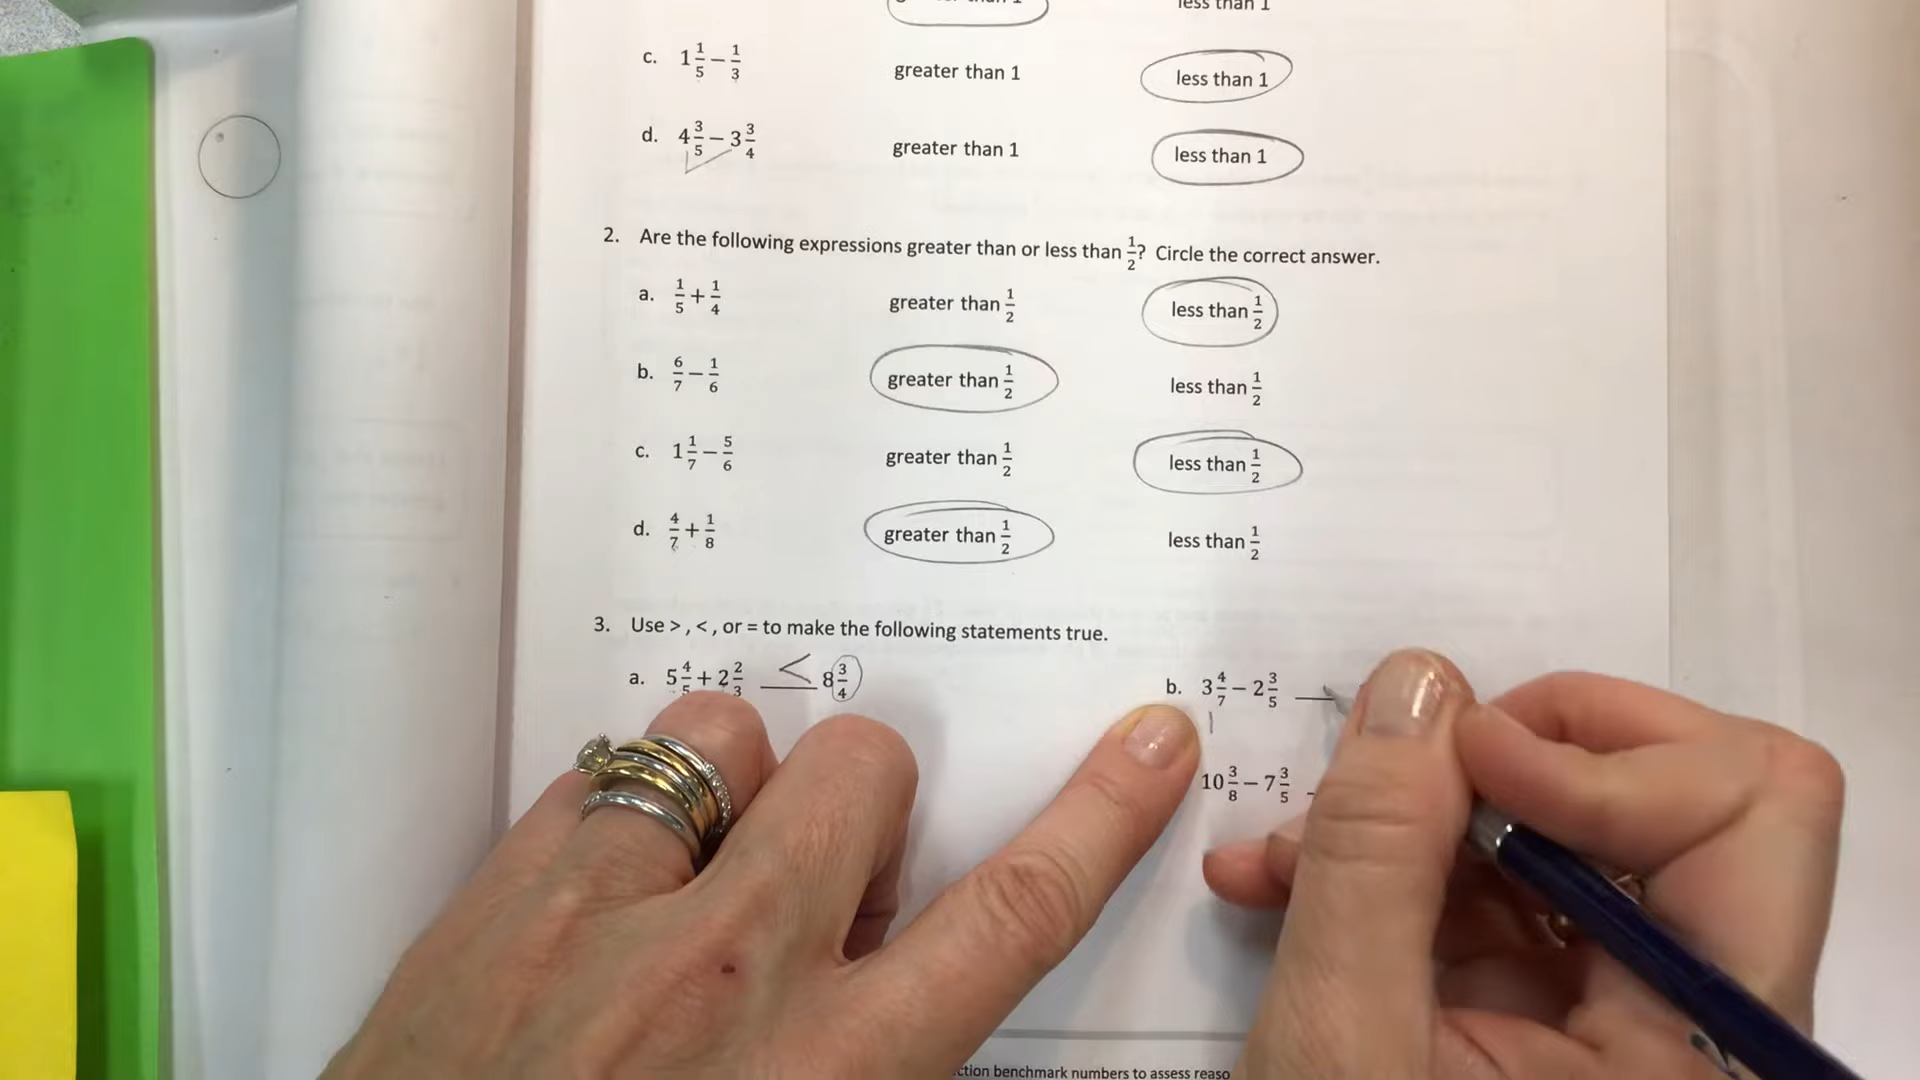 less than 1
c. 1 1/5 − 1/3 greater than 1 less than 1
d. 4 3/5 − 3 3/4 greater than 1 less than 1
2. Are the following expressions greater than or less than 1/2? Circle the correct answer.
a. 1/5 + 1/4 greater than 1/2 less than 1/2
b. 6/7 − 1/6 greater than 1/2 less than 1/2
c. 1 1/7 − 5/6 greater than 1/2 less than 1/2
d. 4/7 + 1/8 greater than 1/2 less than 1/2
3. Use > , < , or = to make the following statements true.
a. 5 4/5 + 2 2/3 < 8 3/4 b. 3 4/7 − 2 3/5
10 3/8 − 7 3/5
benchmark numbers to assess